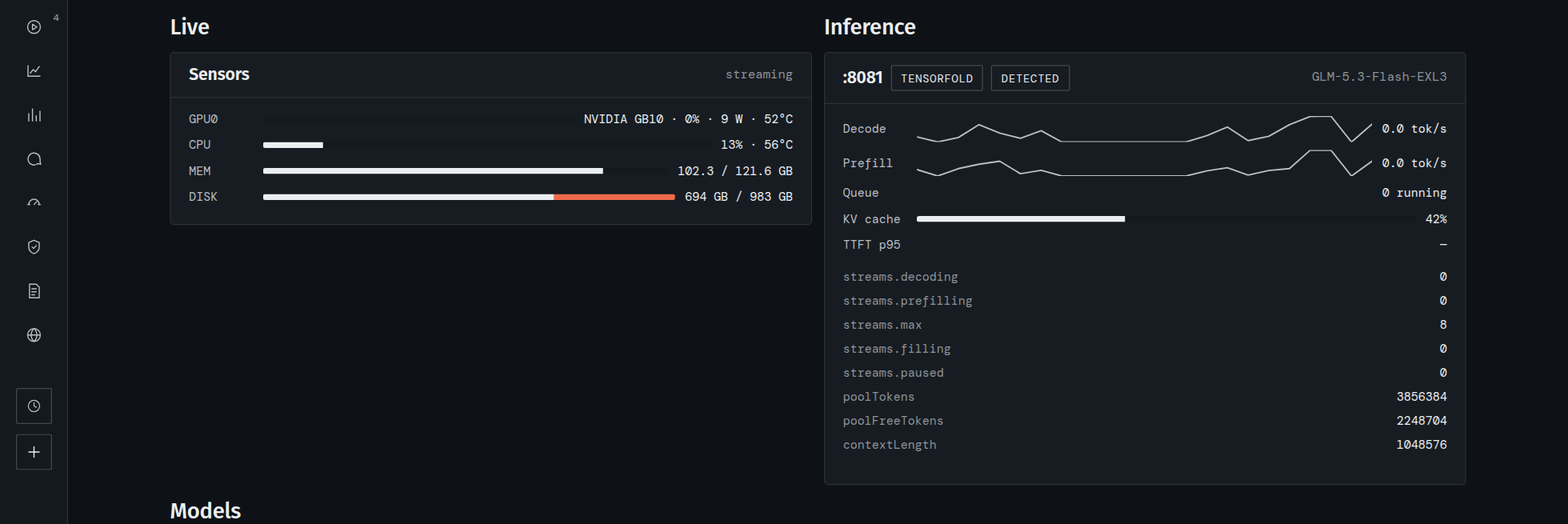 4
Live
Sensors
streaming
GPU0 NVIDIA GB10 · 0% · 9 W · 52°C
CPU 13% · 56°C
MEM 102.3 / 121.6 GB
DISK 694 GB / 983 GB
Inference
:8081 TENSORFOLD DETECTED GLM-5.3-Flash-EXL3
Decode 0.0 tok/s
Prefill 0.0 tok/s
Queue 0 running
KV cache 42%
TTFT p95 —
streams.decoding 0
streams.prefilling 0
streams.max 8
streams.filling 0
streams.paused 0
poolTokens 3856384
poolFreeTokens 2248704
contextLength 1048576
Models